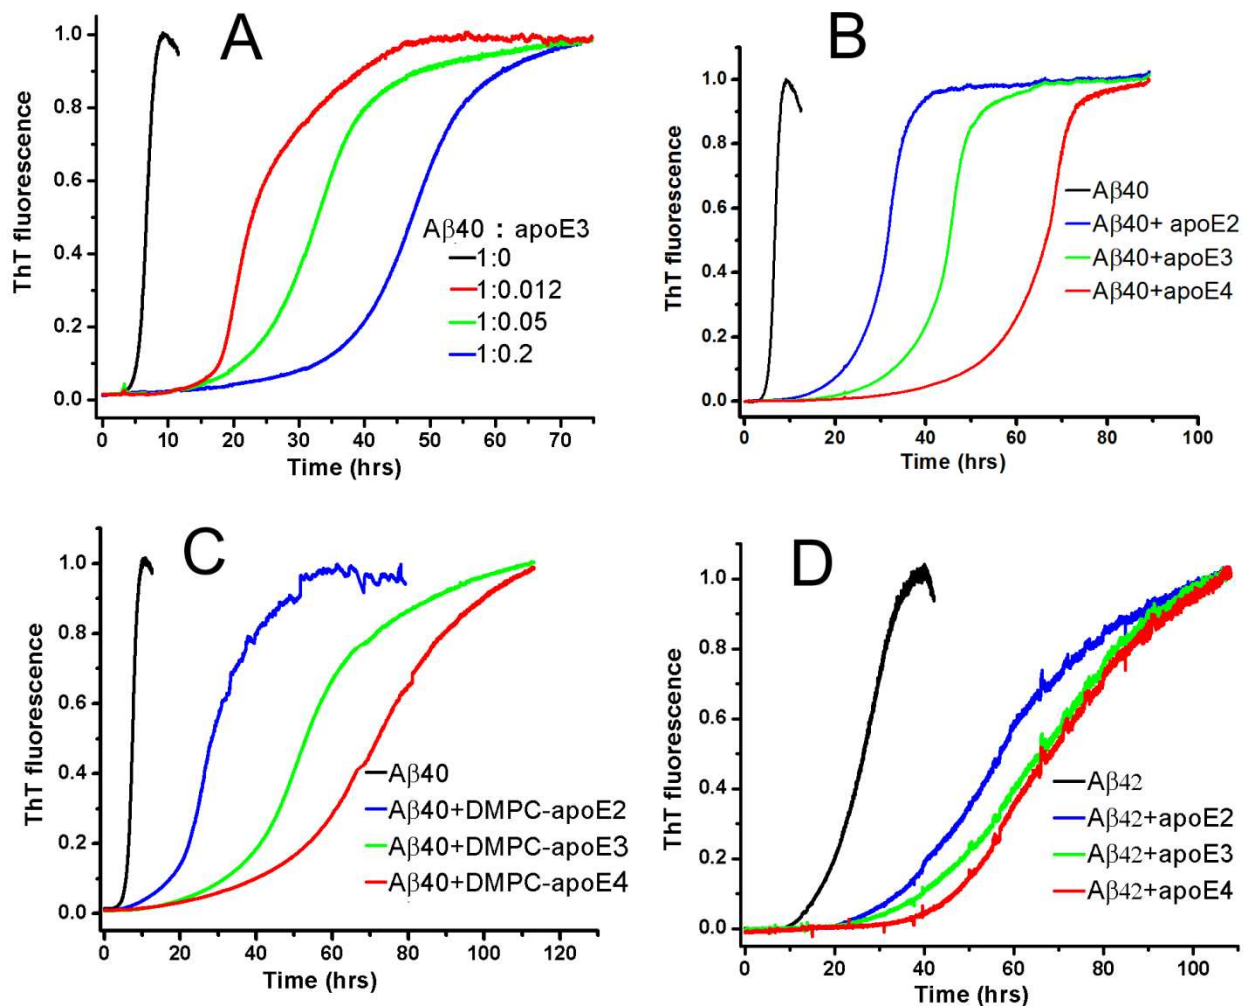 A
ThT fluorescence
1.0
0.8
0.6
0.4
0.2
0.0
Aβ40 : apoE3
1:0
1:0.012
1:0.05
1:0.2
0 10 20 30 40 50 60 70
Time (hrs)
B
ThT fluorescence
1.0
0.8
0.6
0.4
0.2
0.0
Aβ40
Aβ40+ apoE2
Aβ40+apoE3
Aβ40+apoE4
0 20 40 60 80 100
Time (hrs)
C
ThT fluorescence
1.0
0.8
0.6
0.4
0.2
0.0
Aβ40
Aβ40+DMPC-apoE2
Aβ40+DMPC-apoE3
Aβ40+DMPC-apoE4
0 20 40 60 80 100 120
Time (hrs)
D
ThT fluorescence
1.0
0.8
0.6
0.4
0.2
0.0
Aβ42
Aβ42+apoE2
Aβ42+apoE3
Aβ42+apoE4
0 20 40 60 80 100
Time (hrs)